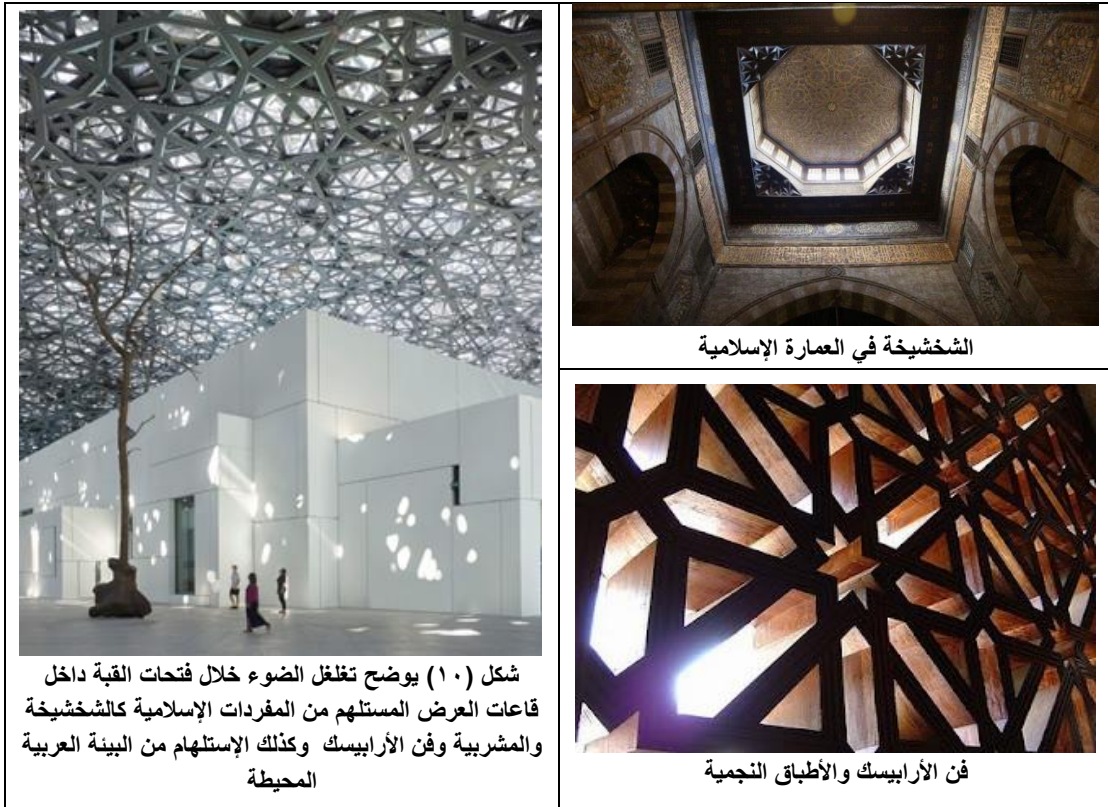 الشخشيخة في العمارة الإسلامية
شكل (١٠) يوضح تغلغل الضوء خلال فتحات القبة داخل
قاعات العرض المستلهم من المفردات الإسلامية كالشخشيخة
والمشربية وفن الأرابيسك وكذلك الإستلهام من البيئة العربية
المحيطة
فن الأرابيسك والأطباق النجمية